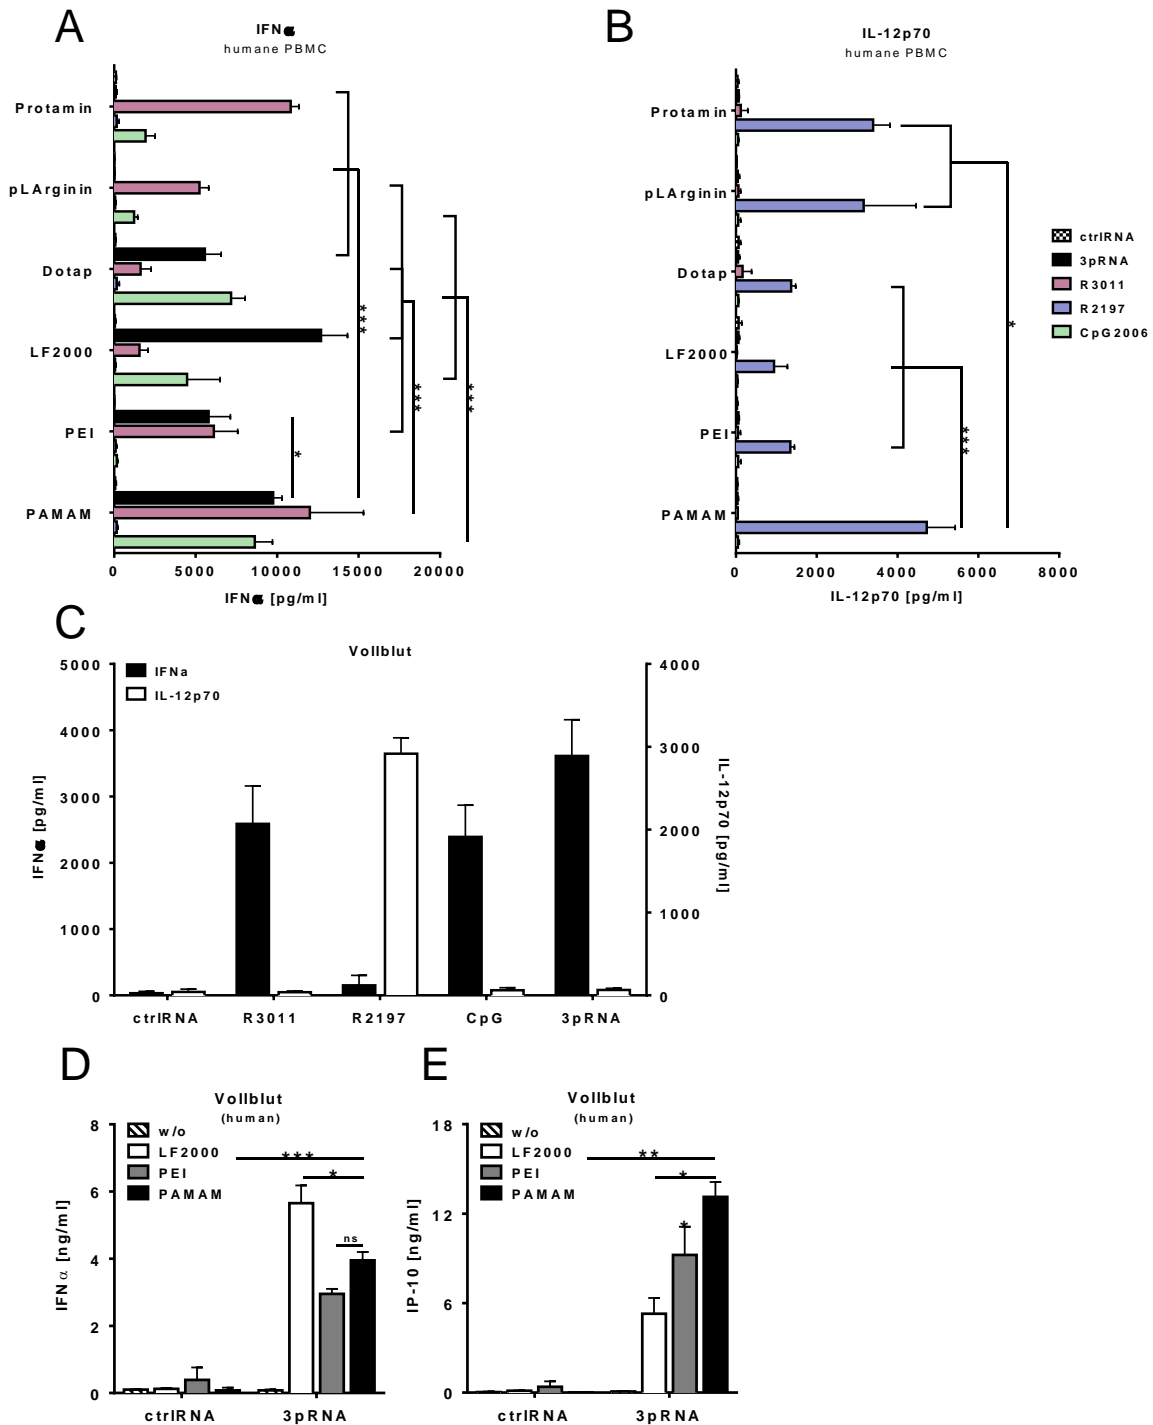 A
IFNα
humane PBMC
Protamin
pLArginin
Dotap
LF2000
PEI
PAMAM
***
***
***
*
0 5000 10000 15000 20000
IFNα [pg/ml]
B
IL-12p70
humane PBMC
Protamin
pLArginin
Dotap
LF2000
PEI
PAMAM
*
***
0 2000 4000 6000 8000
IL-12p70 [pg/ml]
ctrlRNA
3pRNA
R3011
R2197
CpG2006
C
Vollblut
IFNa
IL-12p70
5000
4000
3000
2000
1000
0
IFNα [pg/ml]
4000
3000
2000
1000
0
IL-12p70 [pg/ml]
ctrlRNA R3011 R2197 CpG 3pRNA
D
Vollblut
(human)
w/o
LF2000
PEI
PAMAM
***
*
ns
8
6
4
2
0
IFNα [ng/ml]
ctrlRNA 3pRNA
E
Vollblut
(human)
w/o
LF2000
PEI
PAMAM
**
*
*
18
12
6
0
IP-10 [ng/ml]
ctrlRNA 3pRNA